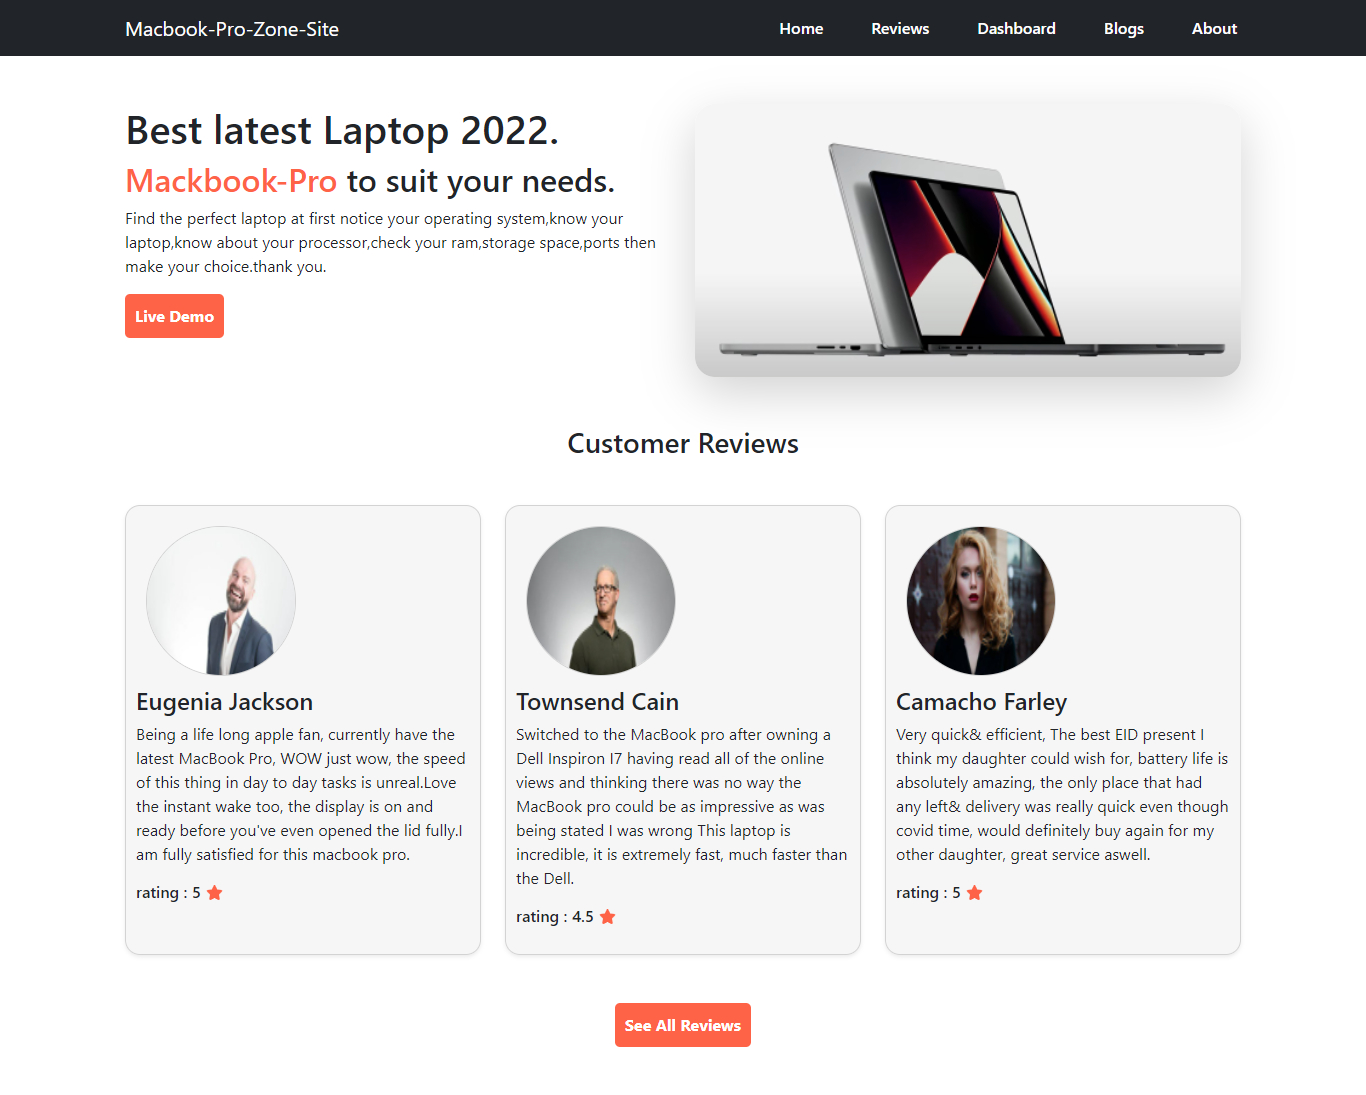 Macbook-Pro-Zone-Site
Home
Reviews
Dashboard
Blogs
About
Best latest Laptop 2022.
Mackbook-Pro to suit your needs.
Find the perfect laptop at first notice your operating system,know your
laptop,know about your processor,check your ram,storage space,ports then
make your choice.thank you.
Live Demo
Customer Reviews
Eugenia Jackson
Being a life long apple fan, currently have the
latest MacBook Pro, WOW just wow, the speed
of this thing in day to day tasks is unreal.Love
the instant wake too, the display is on and
ready before you've even opened the lid fully.I
am fully satisfied for this macbook pro.
rating : 5
Townsend Cain
Switched to the MacBook pro after owning a
Dell Inspiron I7 having read all of the online
views and thinking there was no way the
MacBook pro could be as impressive as was
being stated I was wrong This laptop is
incredible, it is extremely fast, much faster than
the Dell.
rating : 4.5
Camacho Farley
Very quick& efficient, The best EID present I
think my daughter could wish for, battery life is
absolutely amazing, the only place that had
any left& delivery was really quick even though
covid time, would definitely buy again for my
other daughter, great service aswell.
rating : 5
See All Reviews